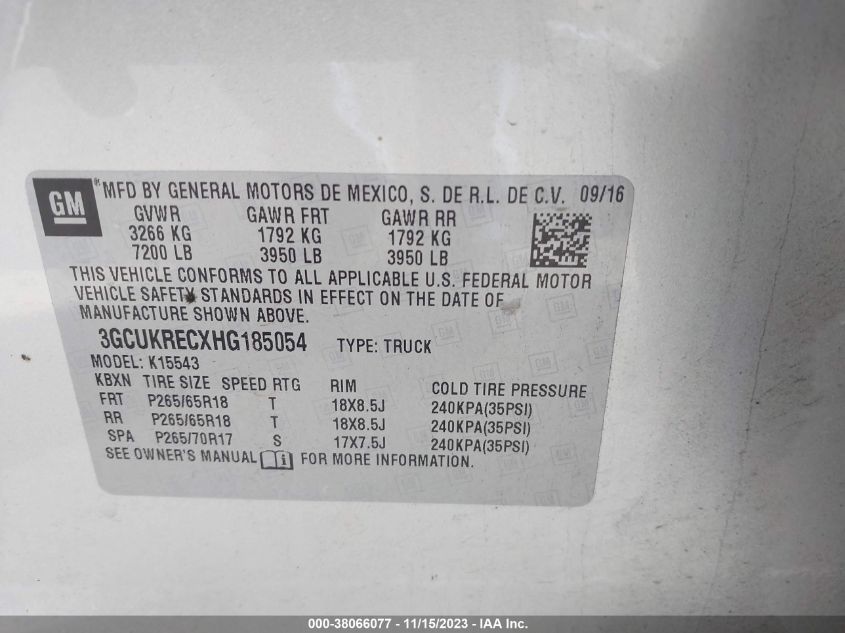 GM
MFD BY GENERAL MOTORS DE MEXICO, S. DE R.L. DE C.V. 09/16
GVWR GAWR FRT GAWR RR
3266 KG 1792 KG 1792 KG
7200 LB 3950 LB 3950 LB
THIS VEHICLE CONFORMS TO ALL APPLICABLE U.S. FEDERAL MOTOR
VEHICLE SAFETY STANDARDS IN EFFECT ON THE DATE OF
MANUFACTURE SHOWN ABOVE.
3GCUKRECXHG185054 TYPE: TRUCK
MODEL: K15543
KBXN TIRE SIZE SPEED RTG RIM COLD TIRE PRESSURE
FRT P265/65R18 T 18X8.5J 240KPA(35PSI)
RR P265/65R18 T 18X8.5J 240KPA(35PSI)
SPA P265/70R17 S 17X7.5J 240KPA(35PSI)
SEE OWNER'S MANUAL FOR MORE INFORMATION.
000-38066077 - 11/15/2023 - IAA Inc.